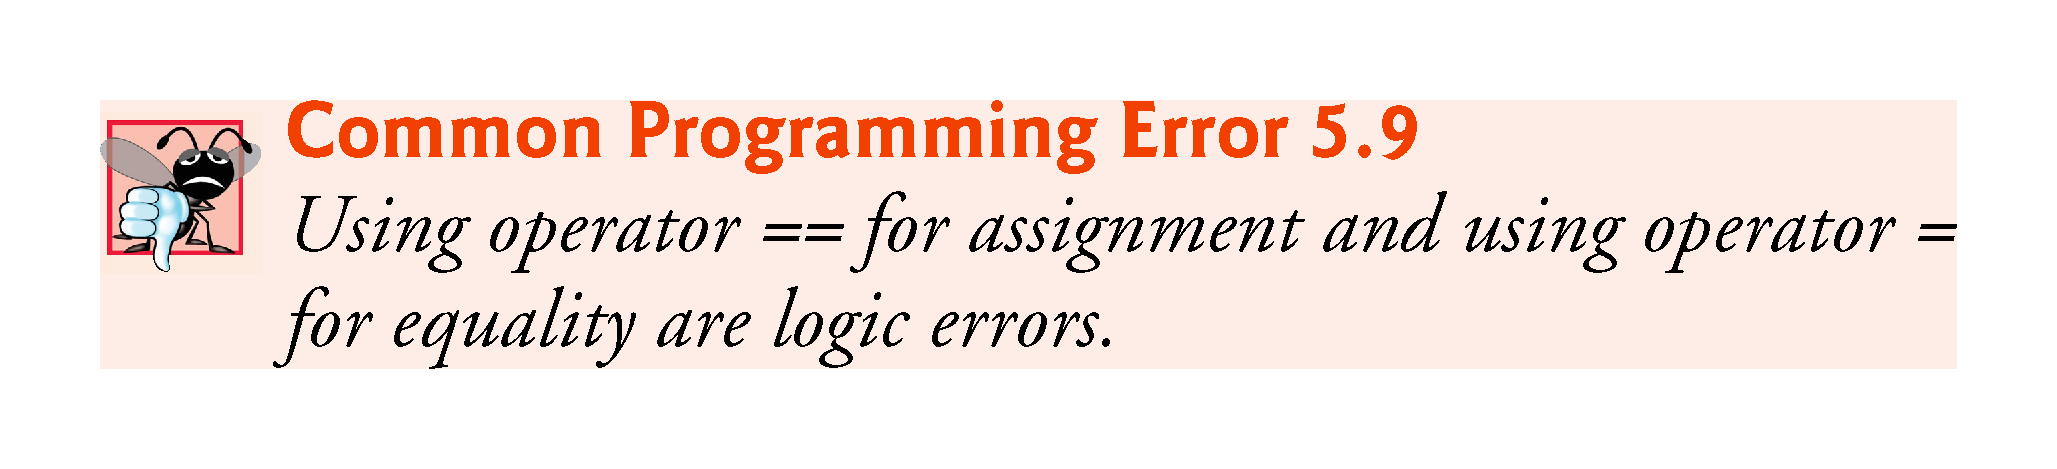 Common Programming Error 5.9
Using operator == for assignment and using operator =
for equality are logic errors.